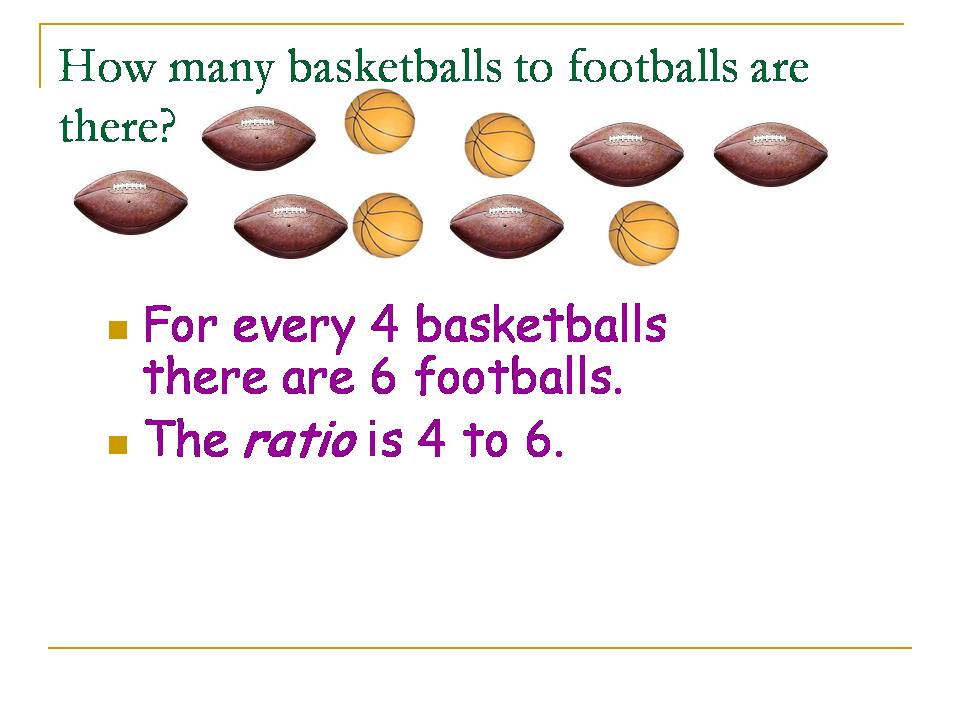 How many basketballs to footballs are
there?
For every 4 basketballs
there are 6 footballs.
The ratio is 4 to 6.